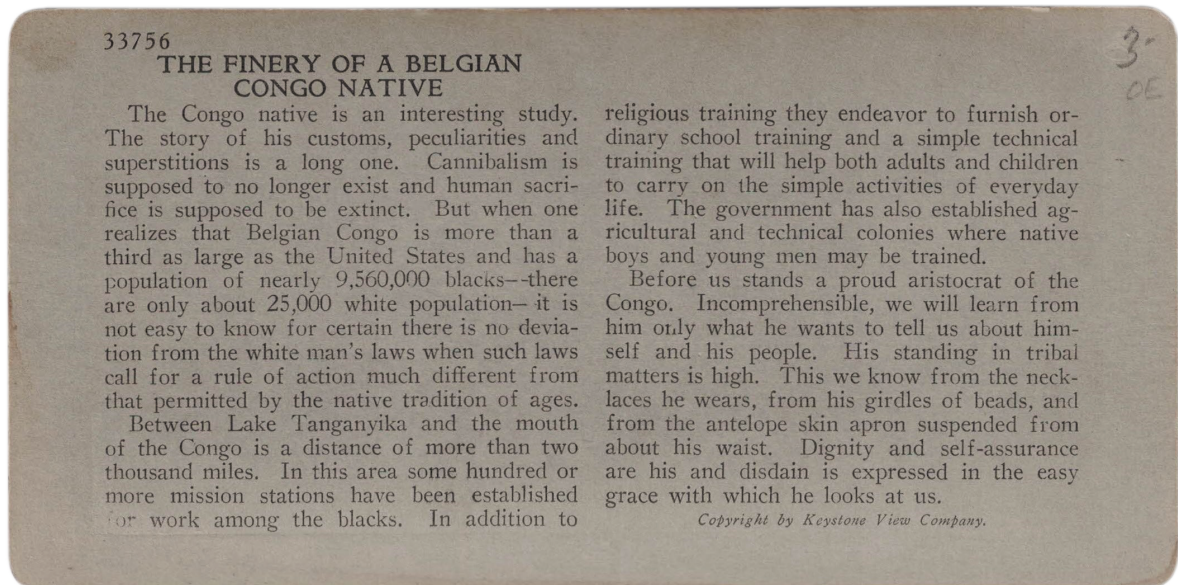 33756
THE FINERY OF A BELGIAN
CONGO NATIVE
The Congo native is an interesting study.
The story of his customs, peculiarities and
superstitions is a long one. Cannibalism is
supposed to no longer exist and human sacri-
fice is supposed to be extinct. But when one
realizes that Belgian Congo is more than a
third as large as the United States and has a
population of nearly 9,560,000 blacks--there
are only about 25,000 white population—it is
not easy to know for certain there is no devia-
tion from the white man's laws when such laws
call for a rule of action much different from
that permitted by the native tradition of ages.
Between Lake Tanganyika and the mouth
of the Congo is a distance of more than two
thousand miles. In this area some hundred or
more mission stations have been established
for work among the blacks. In addition to
religious training they endeavor to furnish or-
dinary school training and a simple technical
training that will help both adults and children
to carry on the simple activities of everyday
life. The government has also established ag-
ricultural and technical colonies where native
boys and young men may be trained.
Before us stands a proud aristocrat of the
Congo. Incomprehensible, we will learn from
him only what he wants to tell us about him-
self and his people. His standing in tribal
matters is high. This we know from the neck-
laces he wears, from his girdles of beads, and
from the antelope skin apron suspended from
about his waist. Dignity and self-assurance
are his and disdain is expressed in the easy
grace with which he looks at us.
Copyright by Keystone View Company.
3-
OE